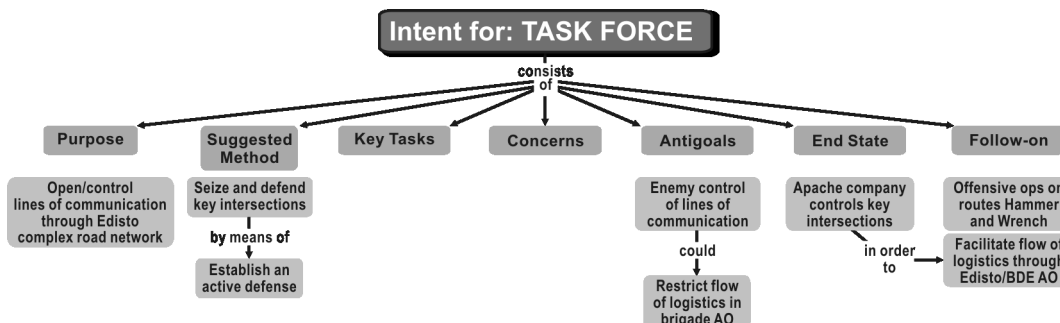 Intent for: TASK FORCE
consists
of
Purpose
Suggested
Method
Key Tasks
Concerns
Antigoals
End State
Follow-on
Open/control
lines of communication
through Edisto
complex road network
Seize and defend
key intersections
by means of
Establish an
active defense
Enemy control
of lines of
communication
could
Restrict flow
of logistics in
brigade AO
Apache company
controls key
intersections
in order
to
Offensive ops on
routes Hammer
and Wrench
Facilitate flow of
logistics through
Edisto/BDE AO